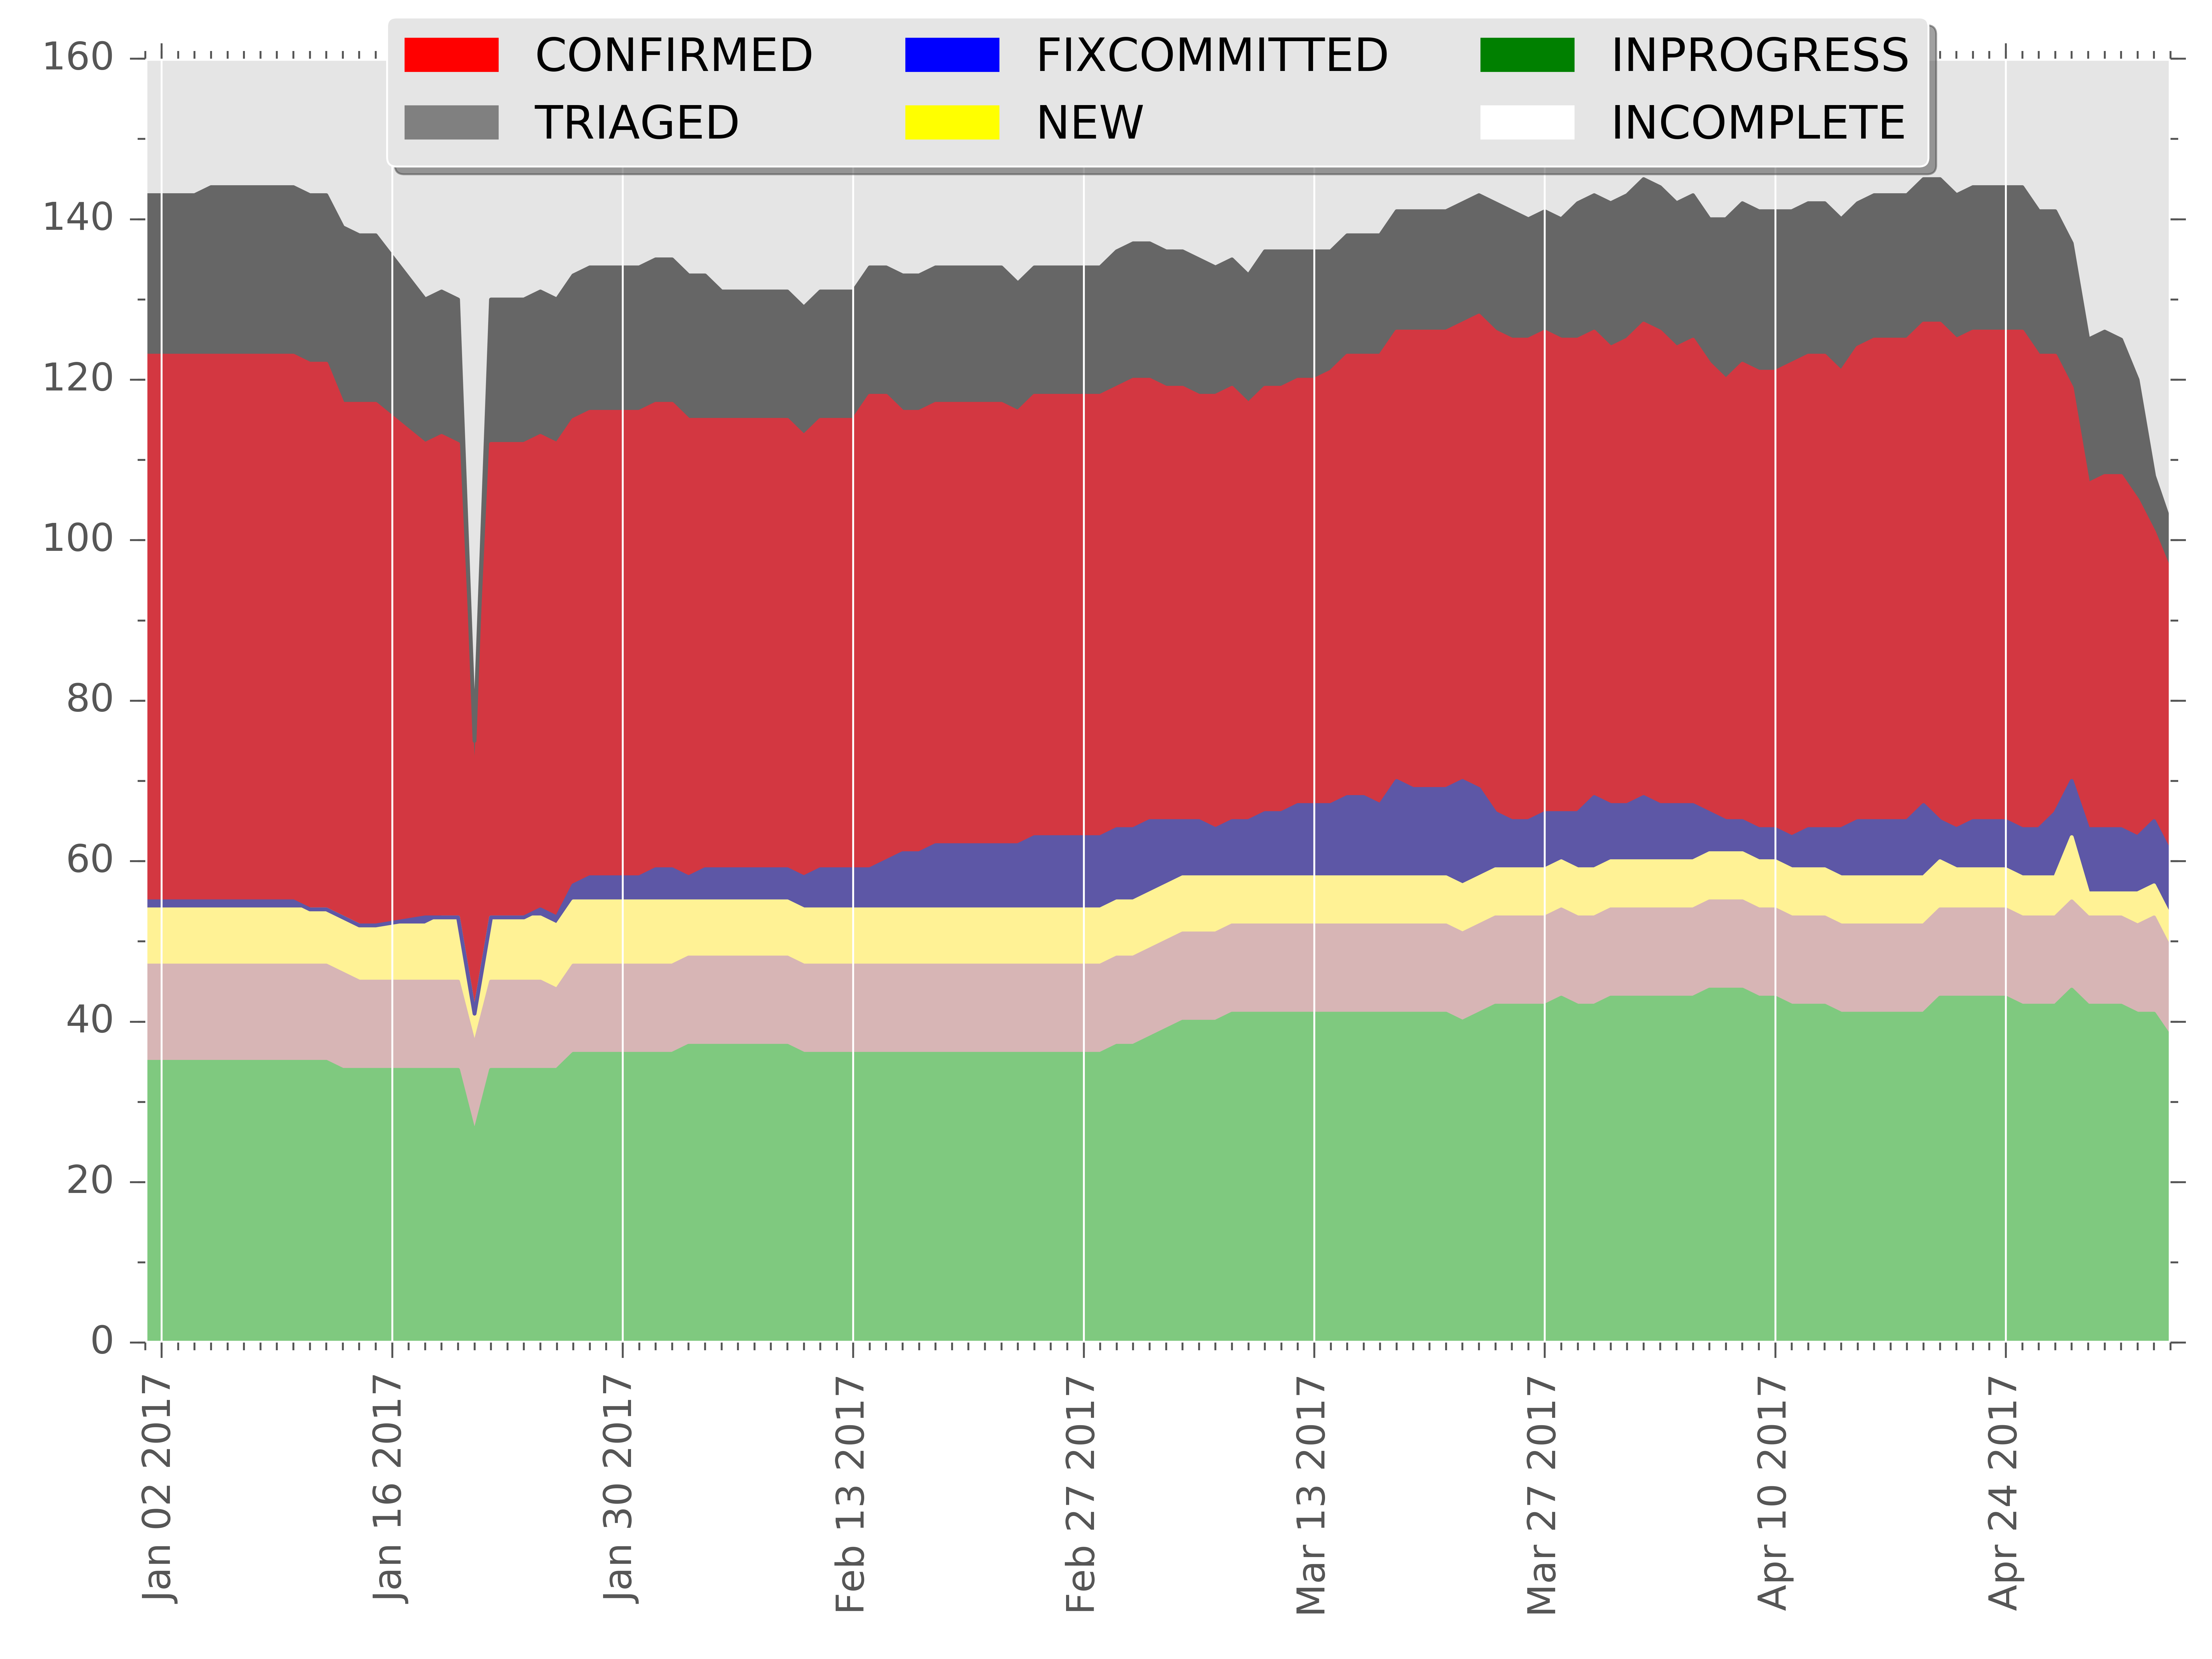 CONFIRMED FIXCOMMITTED INPROGRESS
TRIAGED NEW INCOMPLETE
160
140
120
100
80
60
40
20
0
Jan 02 2017
Jan 16 2017
Jan 30 2017
Feb 13 2017
Feb 27 2017
Mar 13 2017
Mar 27 2017
Apr 10 2017
Apr 24 2017